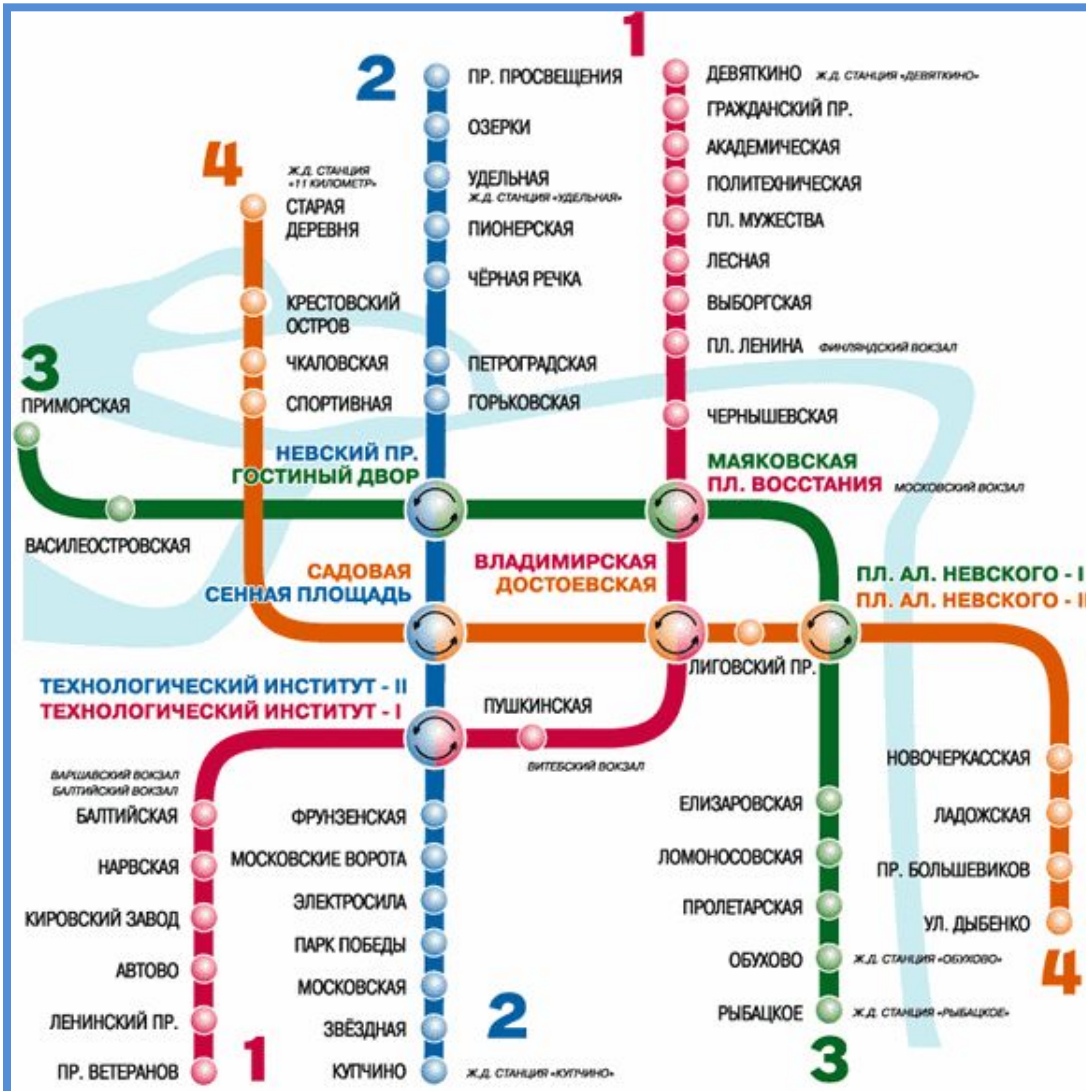 1
2
ПР. ПРОСВЕЩЕНИЯ
ОЗЕРКИ
УДЕЛЬНАЯ
Ж.Д. СТАНЦИЯ «УДЕЛЬНАЯ»
ПИОНЕРСКАЯ
ЧЁРНАЯ РЕЧКА
ПЕТРОГРАДСКАЯ
ГОРЬКОВСКАЯ
ДЕВЯТКИНО Ж.Д. СТАНЦИЯ «ДЕВЯТКИНО»
ГРАЖДАНСКИЙ ПР.
АКАДЕМИЧЕСКАЯ
ПОЛИТЕХНИЧЕСКАЯ
ПЛ. МУЖЕСТВА
ЛЕСНАЯ
ВЫБОРГСКАЯ
ПЛ. ЛЕНИНА ФИНЛЯНДСКИЙ ВОКЗАЛ
ЧЕРНЫШЕВСКАЯ
4
Ж.Д. СТАНЦИЯ
«11 КИЛОМЕТР»
СТАРАЯ
ДЕРЕВНЯ
КРЕСТОВСКИЙ
ОСТРОВ
ЧКАЛОВСКАЯ
СПОРТИВНАЯ
3
ПРИМОРСКАЯ
ВАСИЛЕОСТРОВСКАЯ
НЕВСКИЙ ПР.
ГОСТИНЫЙ ДВОР
МАЯКОВСКАЯ
ПЛ. ВОССТАНИЯ МОСКОВСКИЙ ВОКЗАЛ
САДОВАЯ
СЕННАЯ ПЛОЩАДЬ
ВЛАДИМИРСКАЯ
ДОСТОЕВСКАЯ
ЛИГОВСКИЙ ПР.
ПЛ. АЛ. НЕВСКОГО - I
ПЛ. АЛ. НЕВСКОГО - II
ТЕХНОЛОГИЧЕСКИЙ ИНСТИТУТ - II
ТЕХНОЛОГИЧЕСКИЙ ИНСТИТУТ - I
ПУШКИНСКАЯ
ВИТЕБСКИЙ ВОКЗАЛ
ВАРШАВСКИЙ ВОКЗАЛ
БАЛТИЙСКИЙ ВОКЗАЛ
БАЛТИЙСКАЯ
НАРВСКАЯ
КИРОВСКИЙ ЗАВОД
АВТОВО
ЛЕНИНСКИЙ ПР.
ПР. ВЕТЕРАНОВ
1
ФРУНЗЕНСКАЯ
МОСКОВСКИЕ ВОРОТА
ЭЛЕКТРОСИЛА
ПАРК ПОБЕДЫ
МОСКОВСКАЯ
ЗВЁЗДНАЯ
КУПЧИНО Ж.Д. СТАНЦИЯ «КУПЧИНО»
2
ЕЛИЗАРОВСКАЯ
ЛОМОНОСОВСКАЯ
ПРОЛЕТАРСКАЯ
ОБУХОВО Ж.Д. СТАНЦИЯ «ОБУХОВО»
РЫБАЦКОЕ Ж.Д. СТАНЦИЯ «РЫБАЦКОЕ»
3
НОВОЧЕРКАССКАЯ
ЛАДОЖСКАЯ
ПР. БОЛЬШЕВИКОВ
УЛ. ДЫБЕНКО
4